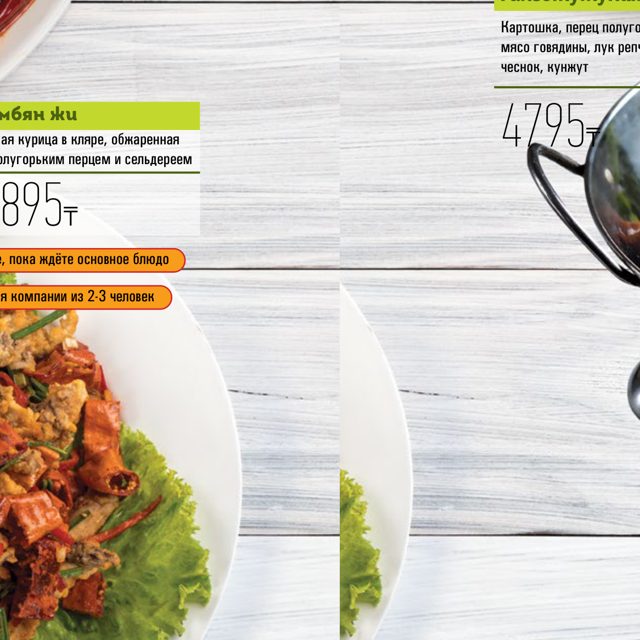 мбян жи
ая курица в кляре, обжаренная
олугорьким перцем и сельдереем
895₸
, пока ждёте основное блюдо
я компании из 2-3 человек
Картошка, перец полуго
мясо говядины, лук репч
чеснок, кунжут
4795₸